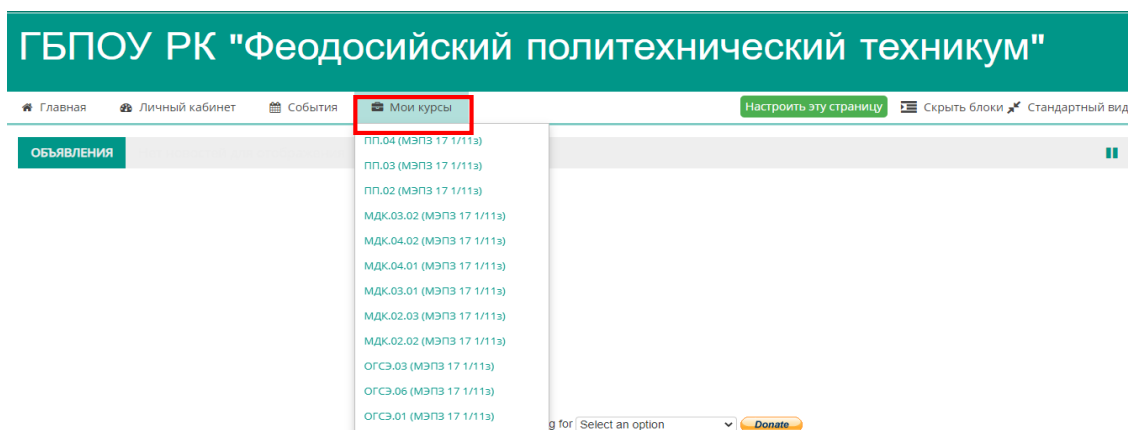 ГБПОУ РК "Феодосийский политехнический техникум"
Главная Личный кабинет События Мои курсы Настроить эту страницу Скрыть блоки Стандартный вид
ОБЪЯВЛЕНИЯ
ПП.04 (МЭПЗ 17 1/11з)
ПП.03 (МЭПЗ 17 1/11з)
ПП.02 (МЭПЗ 17 1/11з)
МДК.03.02 (МЭПЗ 17 1/11з)
МДК.04.02 (МЭПЗ 17 1/11з)
МДК.04.01 (МЭПЗ 17 1/11з)
МДК.03.01 (МЭПЗ 17 1/11з)
МДК.02.03 (МЭПЗ 17 1/11з)
МДК.02.02 (МЭПЗ 17 1/11з)
ОГСЭ.03 (МЭПЗ 17 1/11з)
ОГСЭ.06 (МЭПЗ 17 1/11з)
ОГСЭ.01 (МЭПЗ 17 1/11з)
g for Select an option Donate